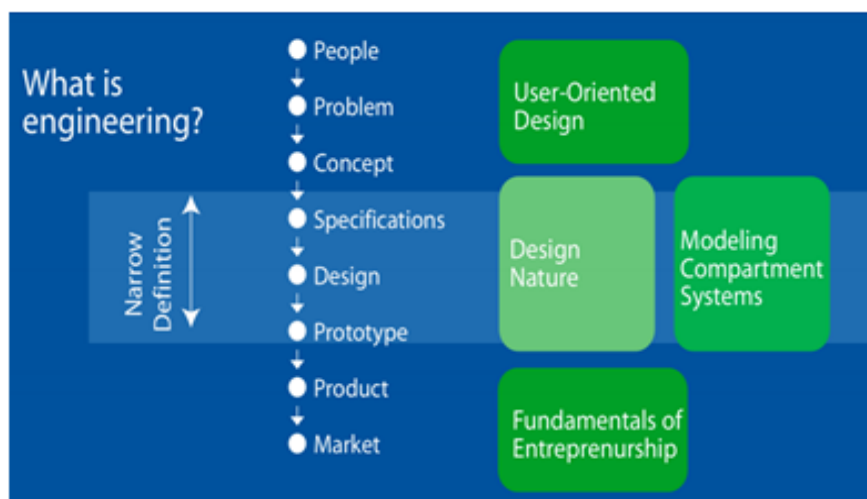 What is
engineering?
People
Problem
Concept
Specifications
Design
Prototype
Product
Market
Narrow
Definition
User-Oriented
Design
Design
Nature
Modeling
Compartment
Systems
Fundamentals of
Entreprenurship